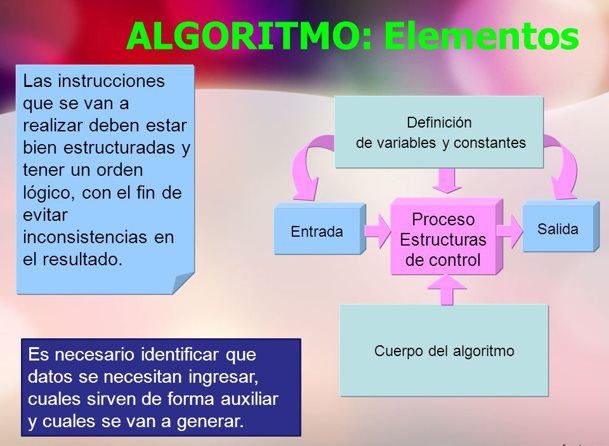 ALGORITMO: Elementos
Las instrucciones
que se van a
realizar deben estar
bien estructuradas y
tener un orden
lógico, con el fin de
evitar
inconsistencias en
el resultado.
Definición
de variables y constantes
Entrada
Proceso
Estructuras
de control
Salida
Cuerpo del algoritmo
Es necesario identificar que
datos se necesitan ingresar,
cuales sirven de forma auxiliar
y cuales se van a generar.